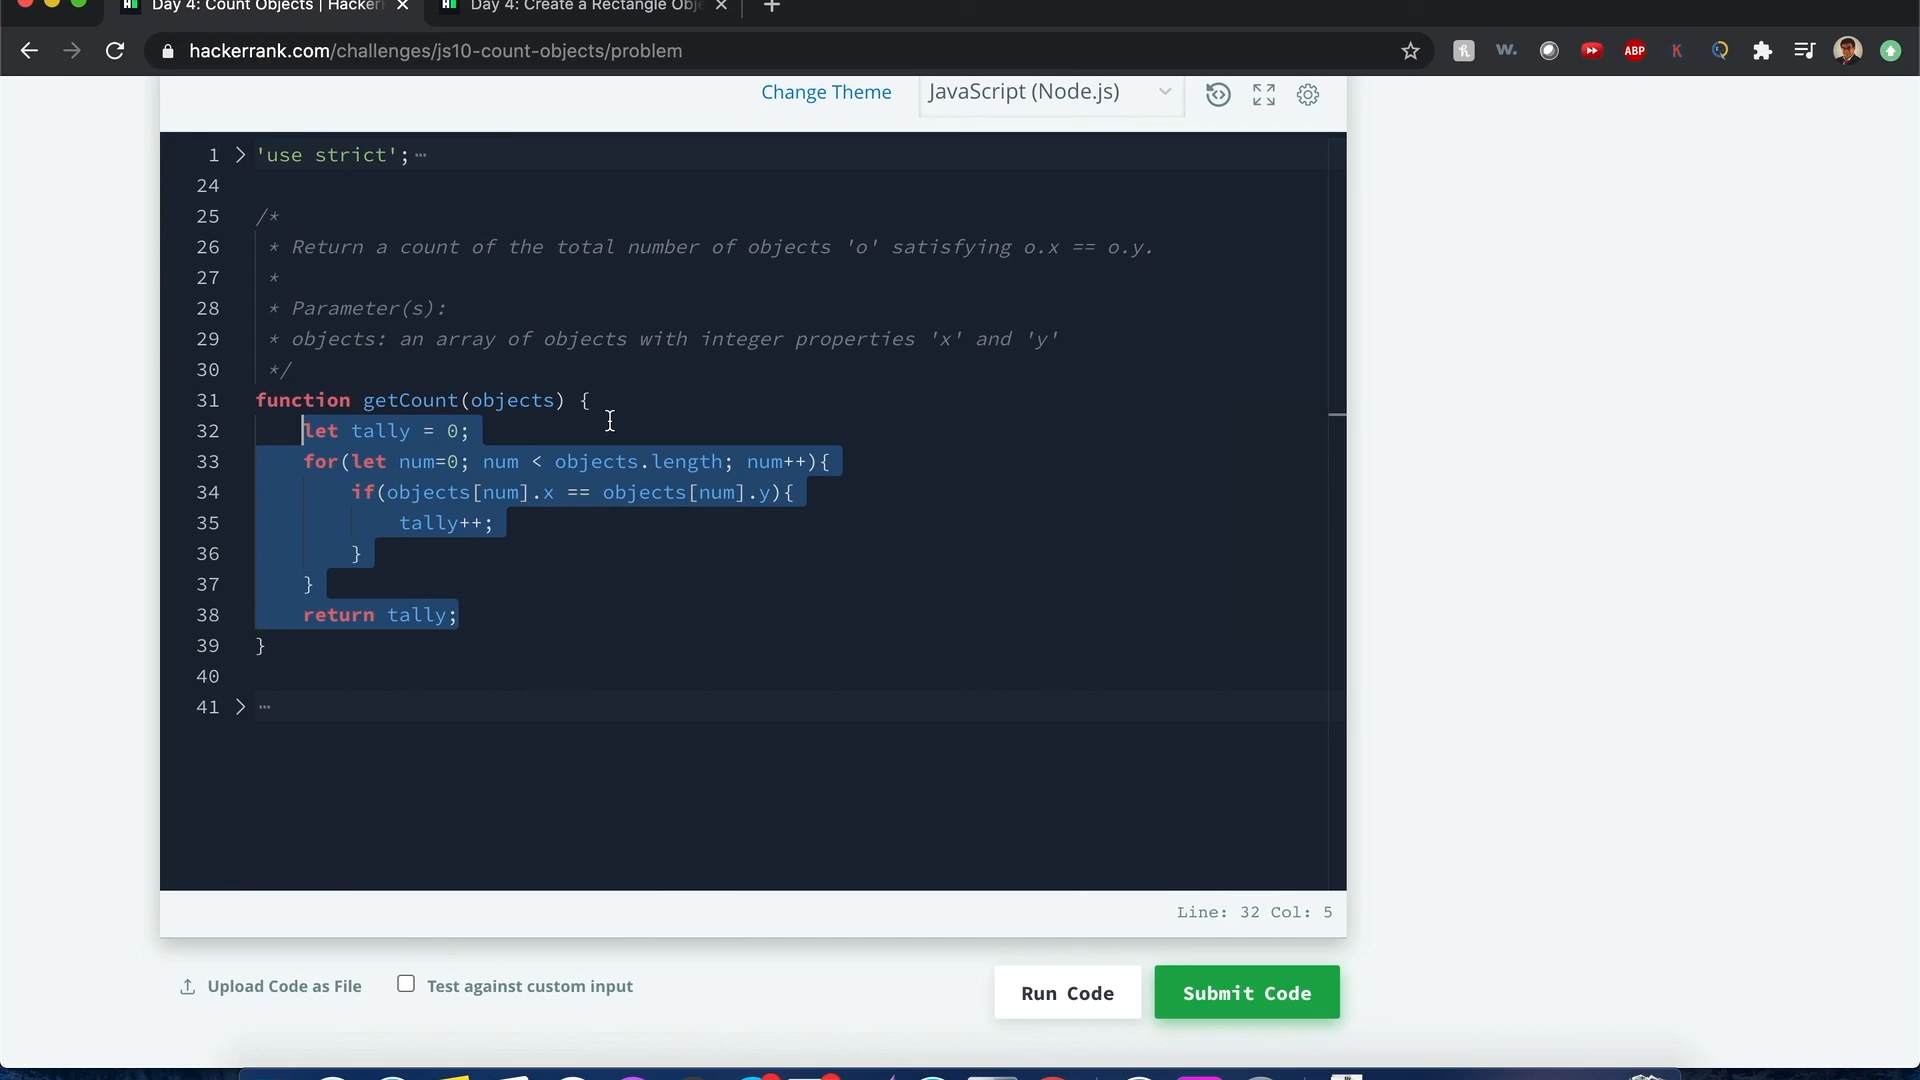 Day 4: Count Objects | Hacker
Day 4: Create a Rectangle Obje
hackerrank.com/challenges/js10-count-objects/problem
ABP
Change Theme
JavaScript (Node.js)
1 'use strict';
24
25 /*
26 * Return a count of the total number of objects 'o' satisfying o.x == o.y.
27 *
28 * Parameter(s):
29 * objects: an array of objects with integer properties 'x' and 'y'
30 */
31 function getCount(objects) {
32 let tally = 0;
33 for(let num=0; num < objects.length; num++){
34 if(objects[num].x == objects[num].y){
35 tally++;
36 }
37 }
38 return tally;
39 }
40
41
Line: 32 Col: 5
Upload Code as File
Test against custom input
Run Code
Submit Code